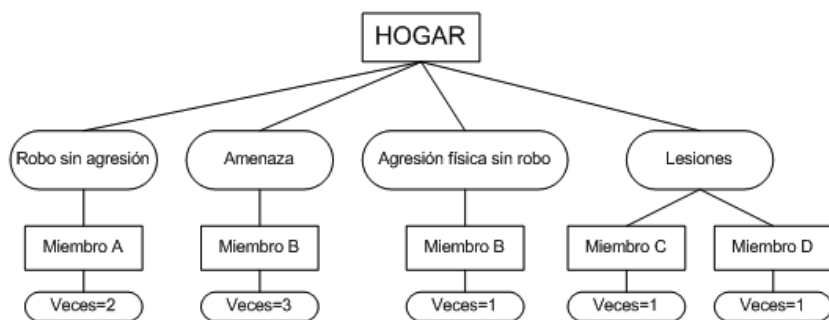 HOGAR
Robo sin agresión
Amenaza
Agresión física sin robo
Lesiones
Miembro A
Miembro B
Miembro B
Miembro C
Miembro D
Veces=2
Veces=3
Veces=1
Veces=1
Veces=1